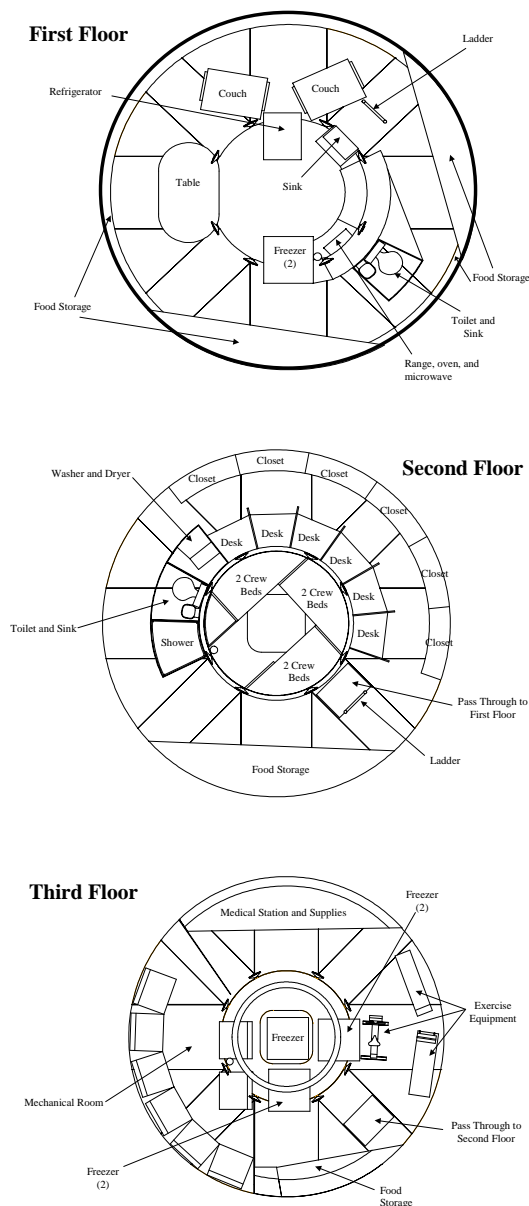 First Floor
Ladder
Couch
Couch
Refrigerator
Table
Sink
Freezer
(2)
Food Storage
Food Storage
Toilet and
Sink
Range, oven, and
microwave
Second Floor
Closet
Closet
Closet
Washer and Dryer
Closet
Desk
Desk
Desk
Desk
Closet
2 Crew
Beds
2 Crew
Beds
Desk
Toilet and Sink
Shower
Desk
Closet
2 Crew
Beds
Pass Through to
First Floor
Ladder
Food Storage
Third Floor
Freezer
(2)
Medical Station and Supplies
Exercise
Equipment
Freezer
Mechanical Room
Pass Through to
Second Floor
Freezer
(2)
Food
Storage